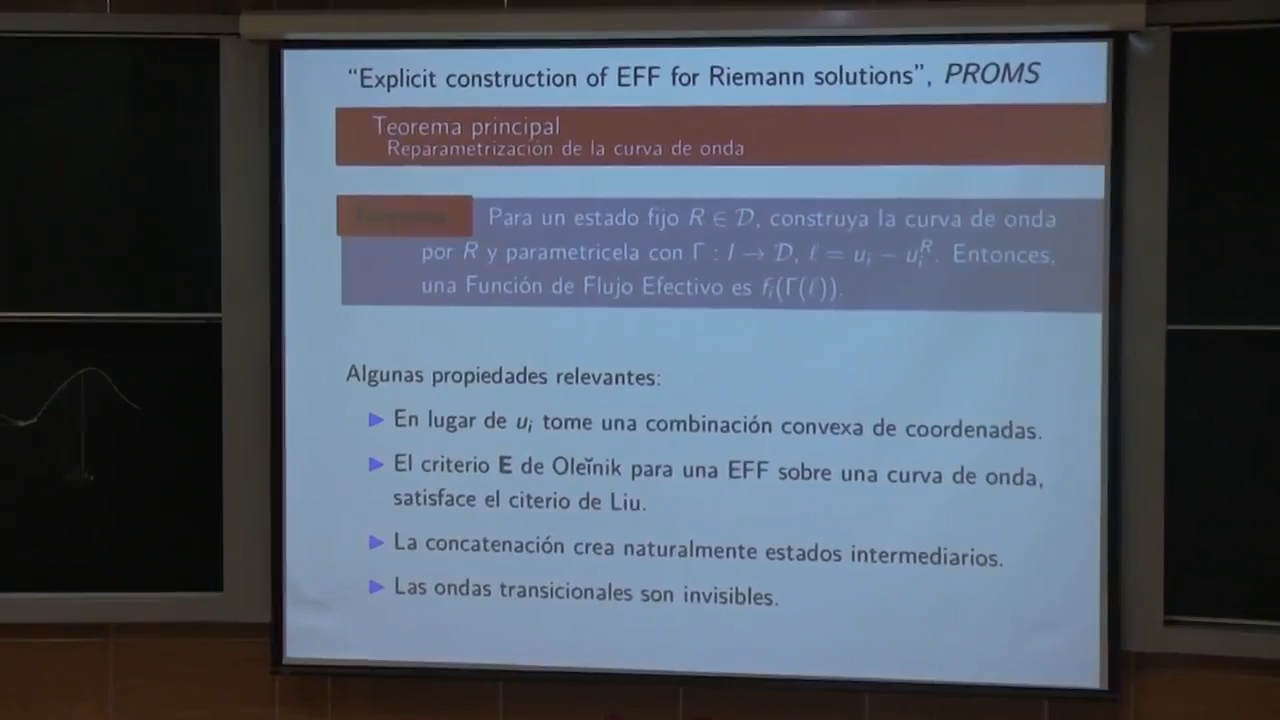 “Explicit construction of EFF for Riemann solutions”, PROMS
Teorema principal
Reparametrización de la curva de onda
Para un estado fijo R ∈ 𝒟, construya la curva de onda
por R y parametricela con Γ : I → 𝒟, ℓ = uᵢ − uᵢᴿ. Entonces,
una Función de Flujo Efectivo es fᵢ(Γ(ℓ)).
Algunas propiedades relevantes:
▶ En lugar de uᵢ tome una combinación convexa de coordenadas.
▶ El criterio E de Oleĭnik para una EFF sobre una curva de onda,
satisface el citerio de Liu.
▶ La concatenación crea naturalmente estados intermediarios.
▶ Las ondas transicionales son invisibles.